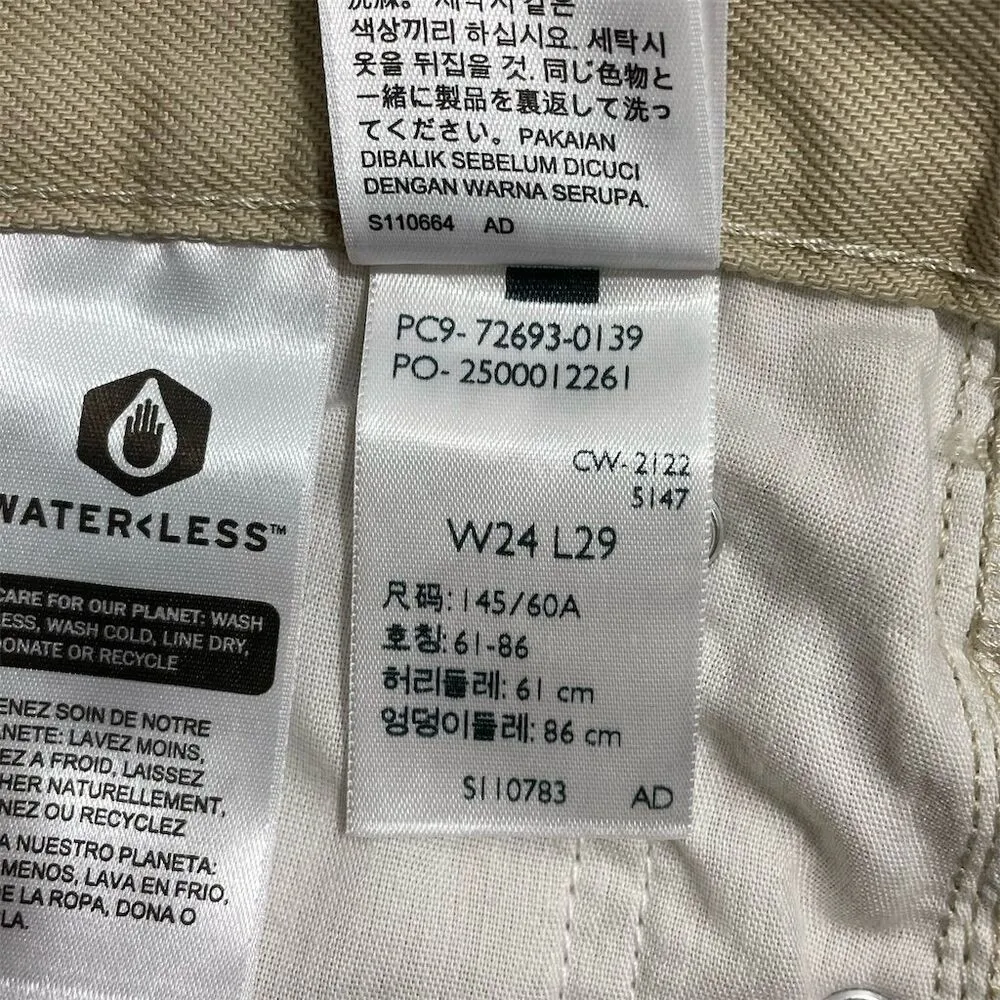 색상끼리 하십시요. 세탁시
옷을 뒤집을 것. 同じ色物と
一緒に製品を裏返して洗っ
てください。PAKAIAN
DIBALIK SEBELUM DICUCI
DENGAN WARNA SERUPA.
S110664 AD
PC9- 72693-0139
PO- 2500012261
CW- 2122
5147
W24 L29
尺码: 145/60A
호칭: 61-86
허리둘레: 61 cm
엉덩이둘레: 86 cm
S110783 AD
WATER<LESS™
CARE FOR OUR PLANET: WASH
LESS, WASH COLD, LINE DRY,
DONATE OR RECYCLE
ENEZ SOIN DE NOTRE
NETE: LAVEZ MOINS,
EZ A FROID, LAISSEZ
HER NATURELLEMENT,
NEZ OU RECYCLEZ
A NUESTRO PLANETA:
MENOS, LAVA EN FRIO,
E LA ROPA, DONA O
LA.